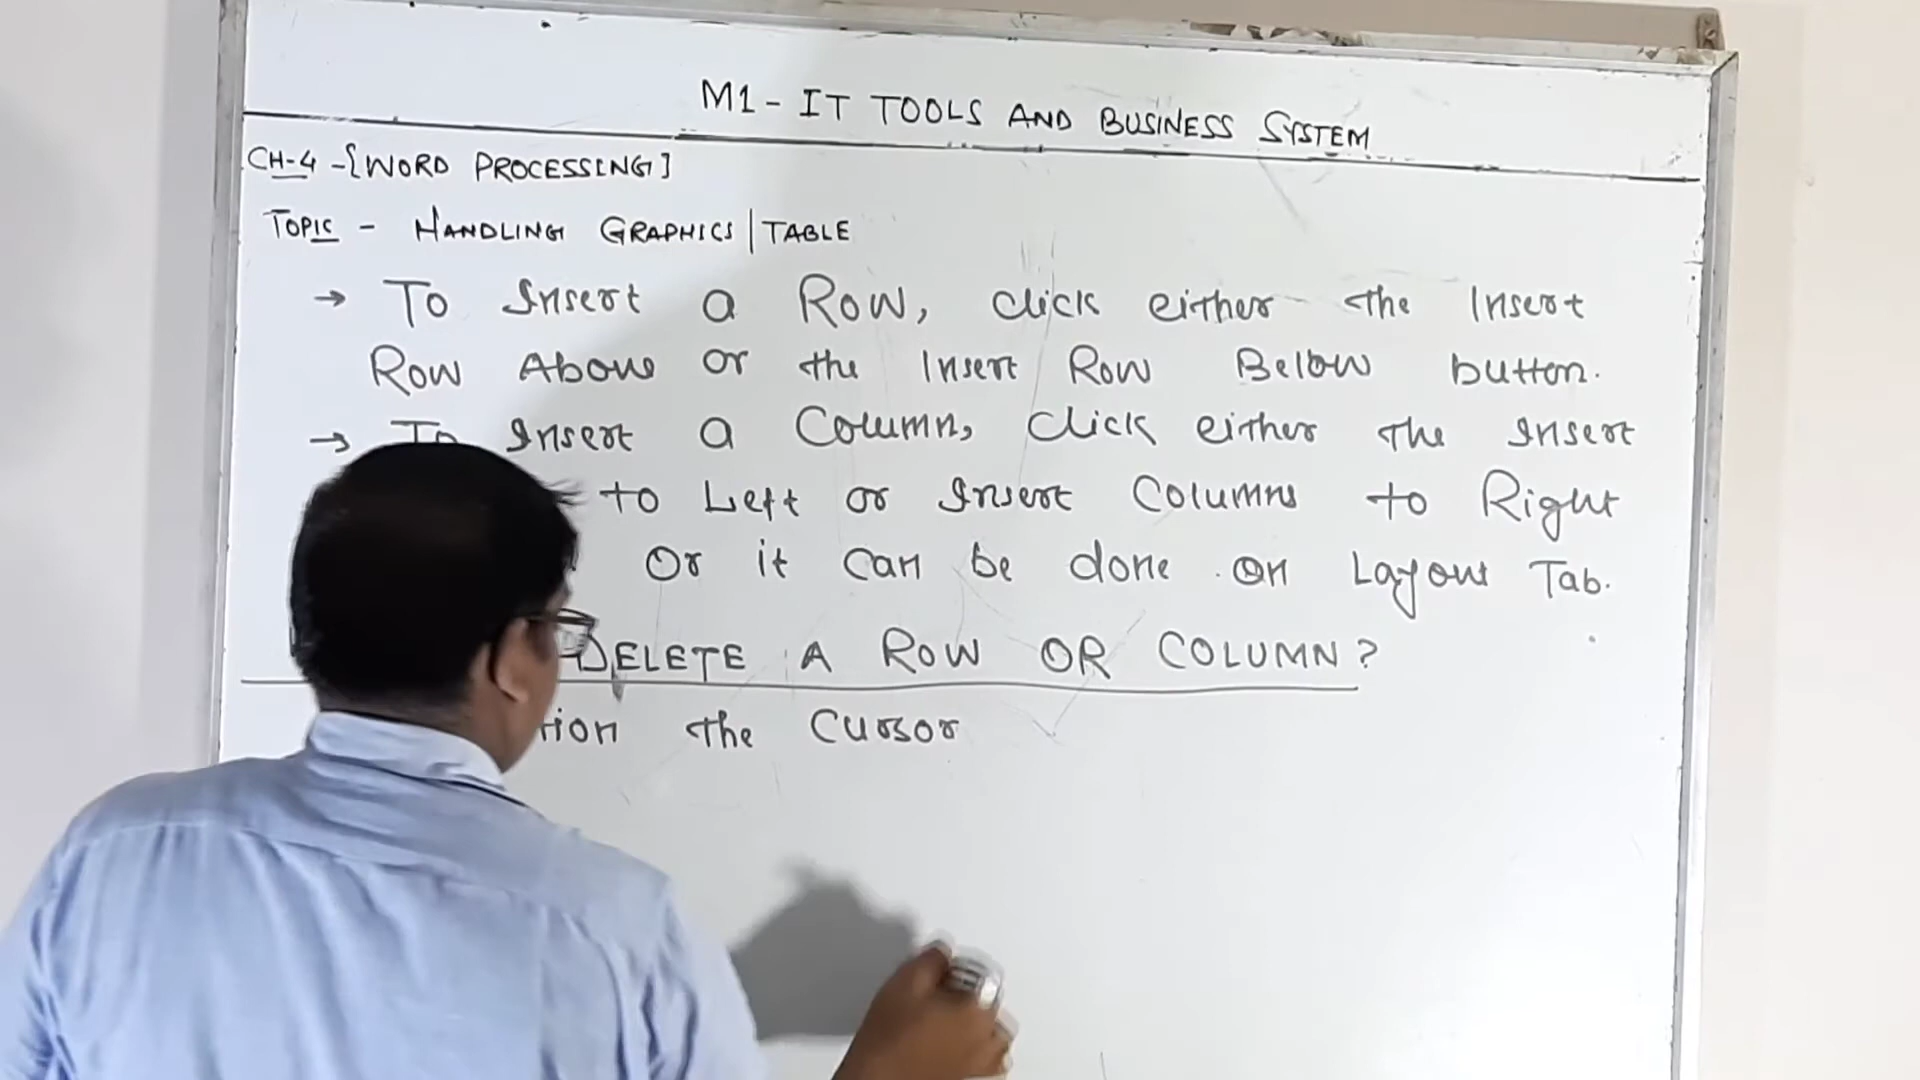 M1 - IT TOOLS AND BUSINESS SYSTEM
CH-4 - [WORD PROCESSING]
TOPIC - HANDLING GRAPHICS | TABLE
→ To Insert a Row, click either the Insert
Row Above or the Insert Row Below button.
→ To Insert a Column, Click either the Insert
to Left or Insert Columns to Right
Or it can be done on Layout Tab.
DELETE A ROW OR COLUMN?
the Cursor